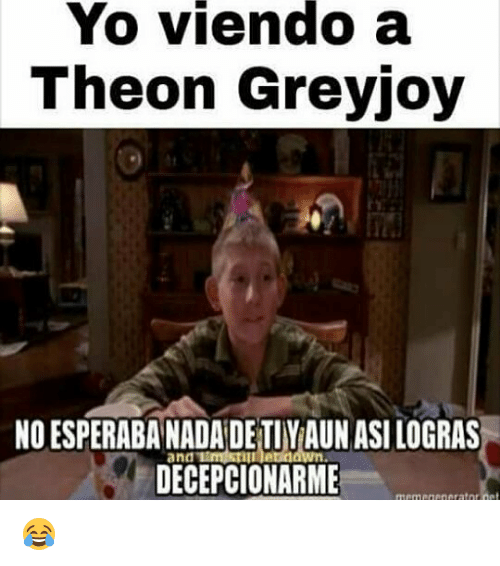 Yo viendo a
Theon Greyjoy
NO ESPERABA NADA DE TI Y AUN ASI LOGRAS
and I'm still let down.
DECEPCIONARME
memegenerator.net